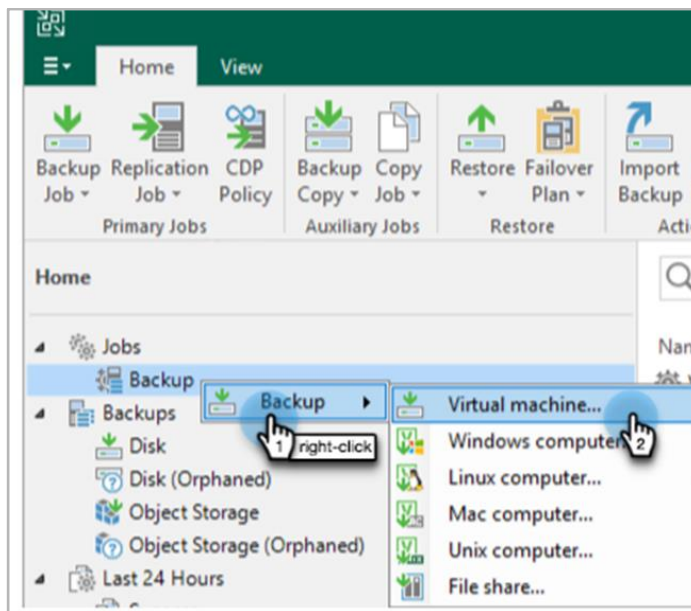 Home View
Backup Replication CDP Backup Copy Restore Failover Import
Job Job Policy Copy Job Plan Backup
Primary Jobs Auxiliary Jobs Restore Acti
Home
Jobs
Nan
Backup
Backup
Virtual machine...
Backups
1 right-click
Windows computer
2
Disk
Linux computer...
Disk (Orphaned)
Mac computer...
Object Storage
Unix computer...
Object Storage (Orphaned)
File share...
Last 24 Hours